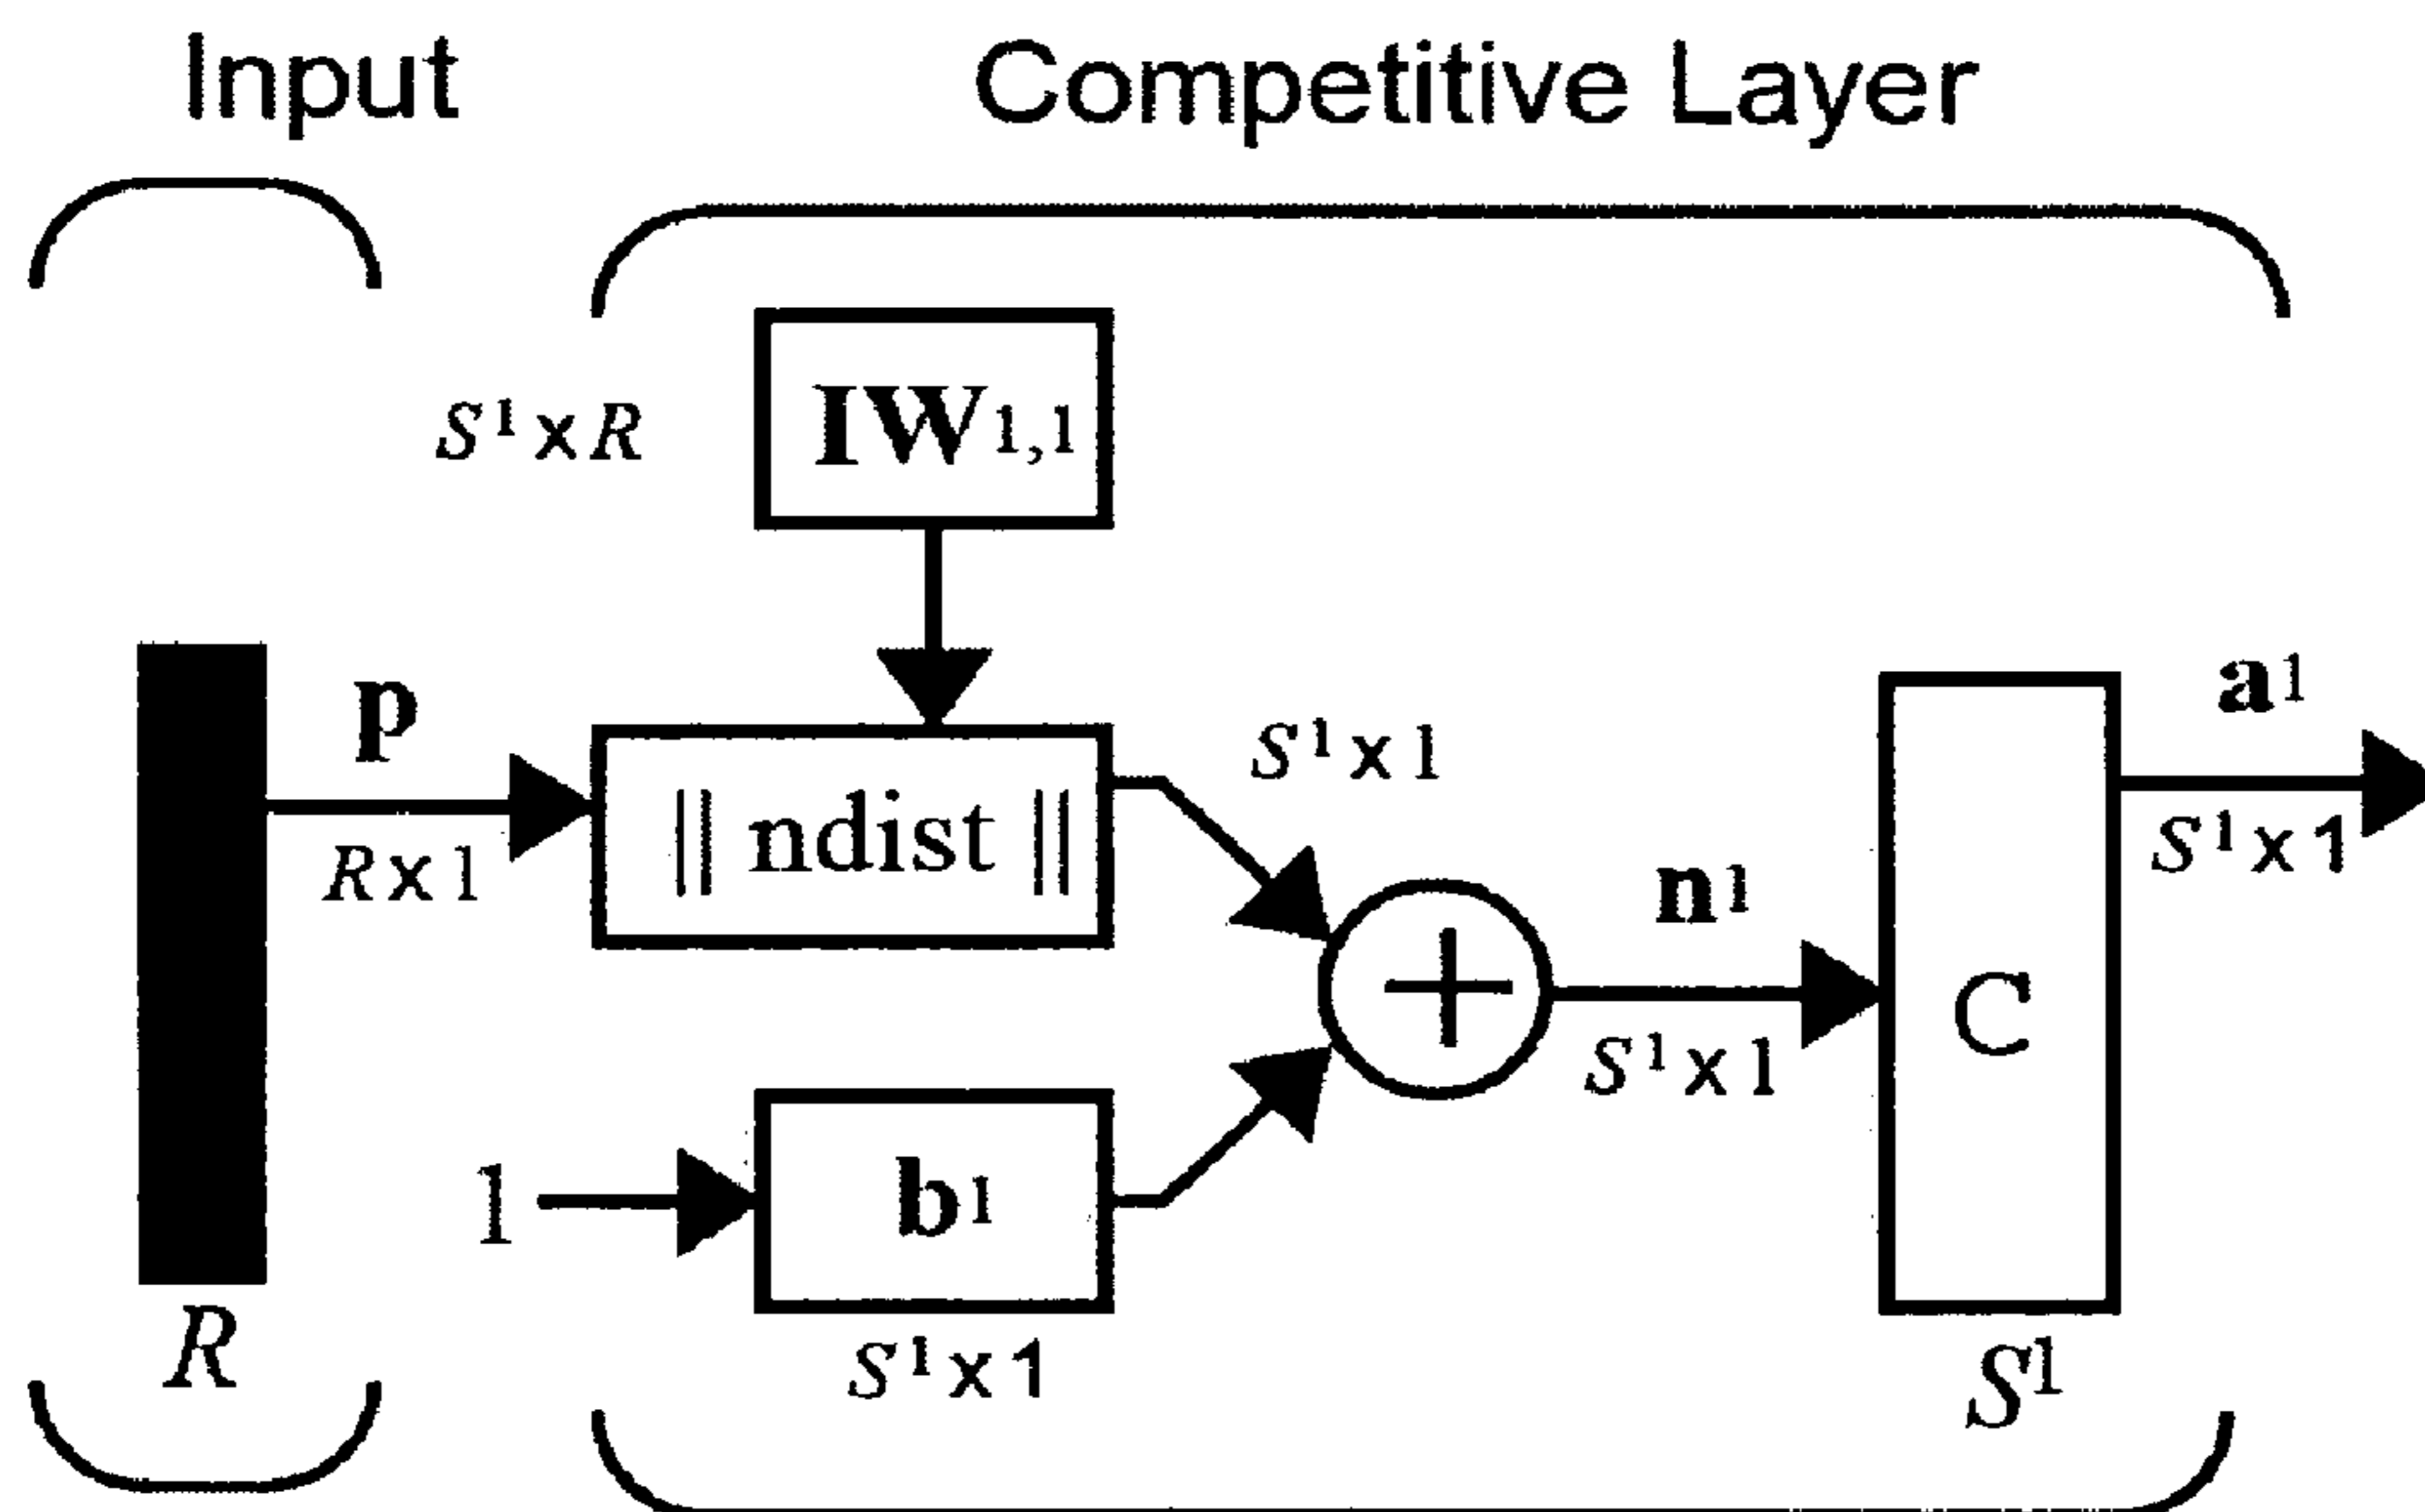 Input
Competitive Layer
S¹xR
IW1,1
p
Rx1
|| ndist ||
S¹x1
a¹
S¹x1
n¹
S¹x1
C
1
b¹
S¹x1
R
S¹